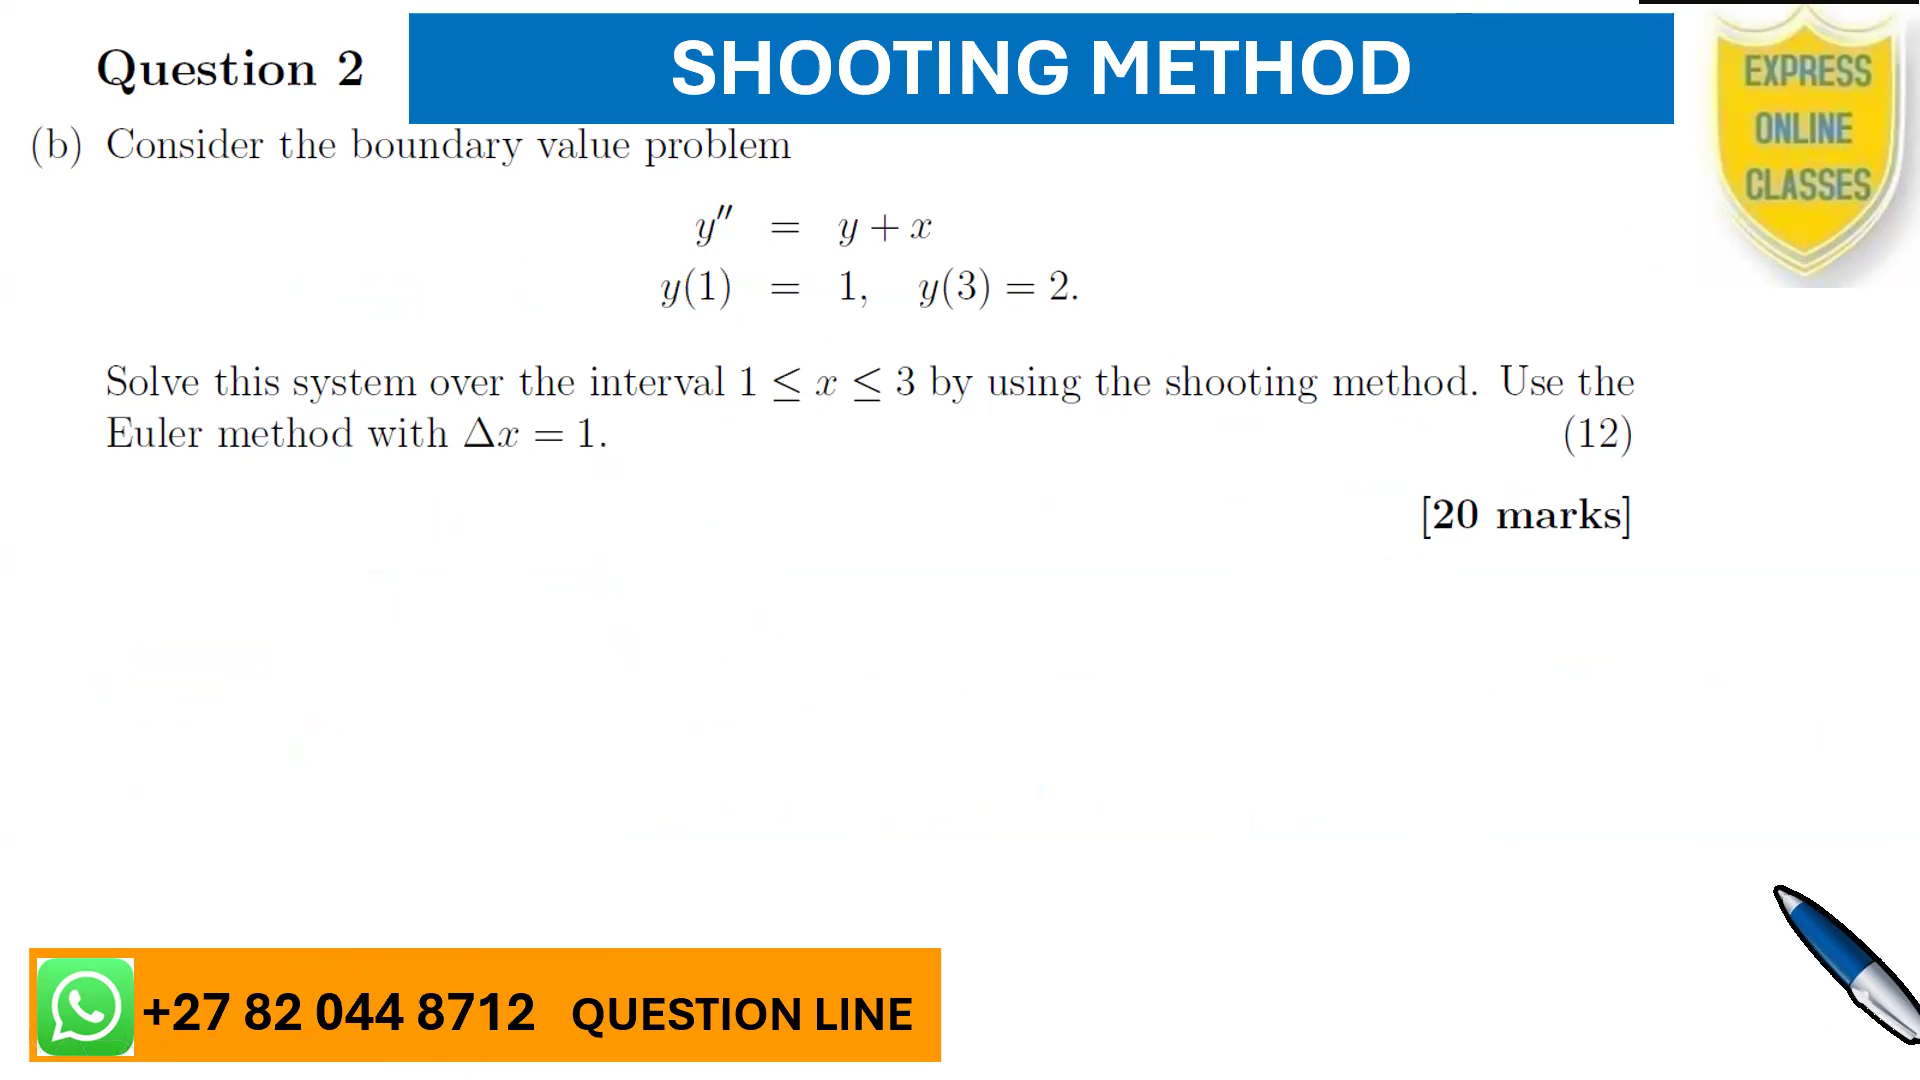 Question 2
SHOOTING METHOD
EXPRESS
ONLINE
CLASSES
(b) Consider the boundary value problem
y″ = y + x
y(1) = 1, y(3) = 2.
Solve this system over the interval 1 ≤ x ≤ 3 by using the shooting method. Use the
Euler method with Δx = 1. (12)
[20 marks]
+27 82 044 8712 QUESTION LINE